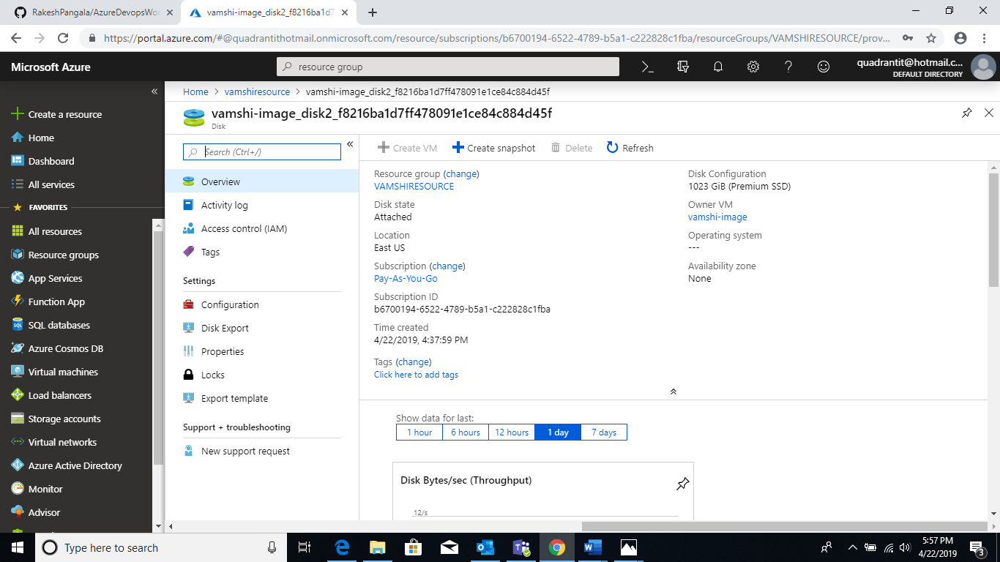 RakeshPangala/AzureDevopsWor
vamshi-image_disk2_f8216ba1d7
https://portal.azure.com/#@quadrantithotmail.onmicrosoft.com/resource/subscriptions/b6700194-6522-4789-b5a1-c222828c1fba/resourceGroups/VAMSHIRESOURCE/prov...
Microsoft Azure
resource group
quadrantit@hotmail.c...
DEFAULT DIRECTORY
Home > vamshiresource > vamshi-image_disk2_f8216ba1d7ff478091e1ce84c884d45f
vamshi-image_disk2_f8216ba1d7ff478091e1ce84c884d45f
Disk
Create a resource
Home
Dashboard
All services
FAVORITES
All resources
Resource groups
App Services
Function App
SQL databases
Azure Cosmos DB
Virtual machines
Load balancers
Storage accounts
Virtual networks
Azure Active Directory
Monitor
Advisor
Search (Ctrl+/)
Overview
Activity log
Access control (IAM)
Tags
Settings
Configuration
Disk Export
Properties
Locks
Export template
Support + troubleshooting
New support request
Create VM Create snapshot Delete Refresh
Resource group (change)
VAMSHIRESOURCE
Disk state
Attached
Location
East US
Subscription (change)
Pay-As-You-Go
Subscription ID
b6700194-6522-4789-b5a1-c222828c1fba
Time created
4/22/2019, 4:37:59 PM
Tags (change)
Click here to add tags
Disk Configuration
1023 GiB (Premium SSD)
Owner VM
vamshi-image
Operating system
---
Availability zone
None
Show data for last:
1 hour 6 hours 12 hours 1 day 7 days
Disk Bytes/sec (Throughput)
12/s
Type here to search
5:57 PM
4/22/2019
3